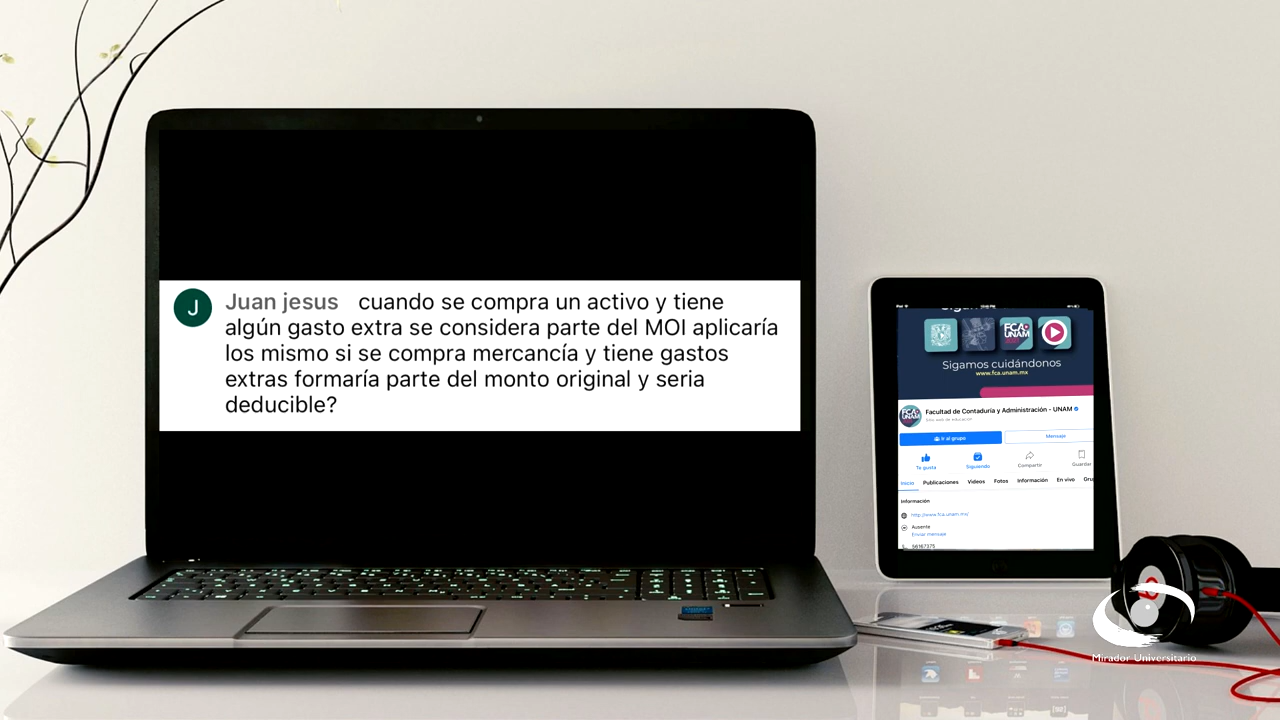 J
Juan jesus cuando se compra un activo y tiene
algún gasto extra se considera parte del MOI aplicaría
los mismo si se compra mercancía y tiene gastos
extras formaría parte del monto original y seria
deducible?
FCA
UNAM
Sigamos cuidándonos
www.fca.unam.mx
FCA
UNAM
Facultad de Contaduría y Administración - UNAM
Ir al grupo
Mensaje
Te gusta
Siguiendo
Compartir
Guardar
Inicio Publicaciones Videos Fotos Información En vivo Gru
Información
http://www.fca.unam.mx/
Ausente
Enviar mensaje
56167375
Mirador Universitario